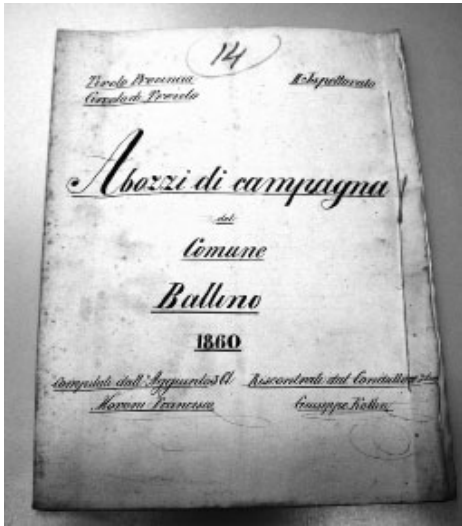 14
Tirolo Provincia
Circolo di Trento
Ispettorato
Abozzi di campagna
del
Comune
Ballino
1860
Compilati dall'Aggiunto
Moroni Francesco
Riscontrati dal
Giuseppe